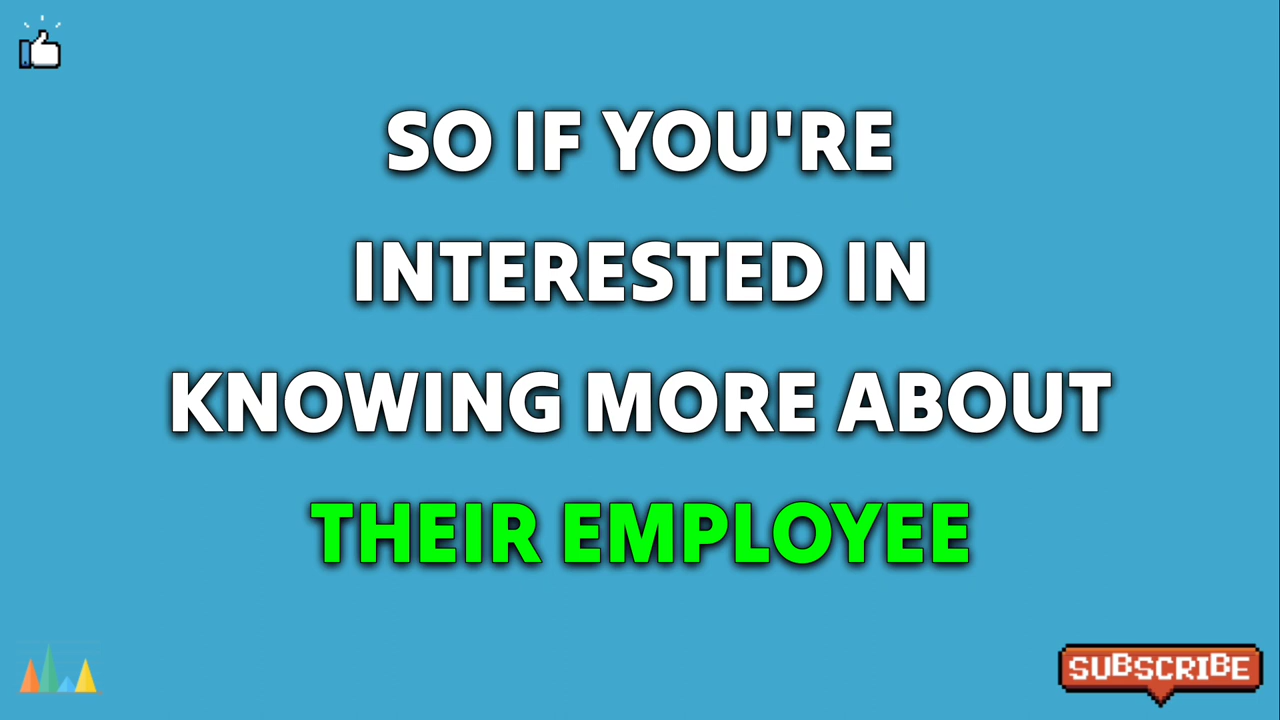 SO IF YOU'RE
INTERESTED IN
KNOWING MORE ABOUT
THEIR EMPLOYEE
SUBSCRIBE